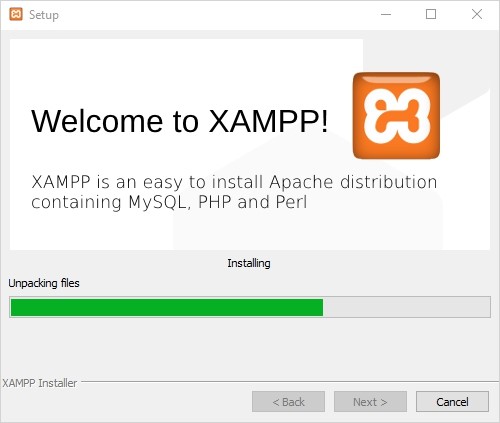 Setup
Welcome to XAMPP!
XAMPP is an easy to install Apache distribution
containing MySQL, PHP and Perl
Installing
Unpacking files
XAMPP Installer
< Back
Next >
Cancel